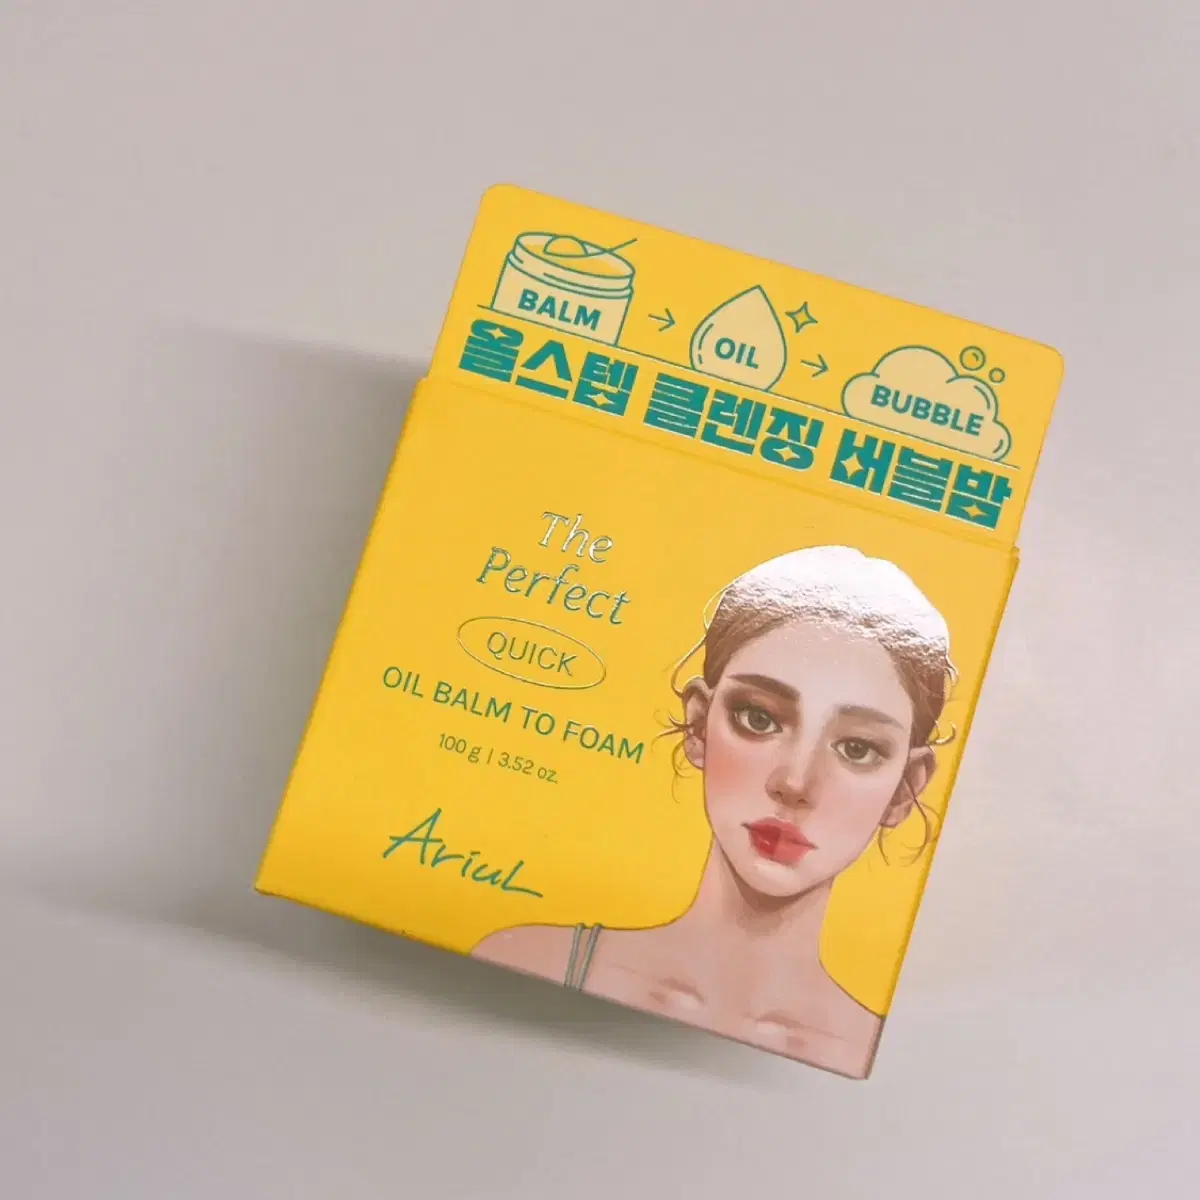 BALM
OIL
BUBBLE
올스텝 클렌징 버블밤
The
Perfect
QUICK
OIL BALM TO FOAM
100 g | 3.52 oz.
Ariul